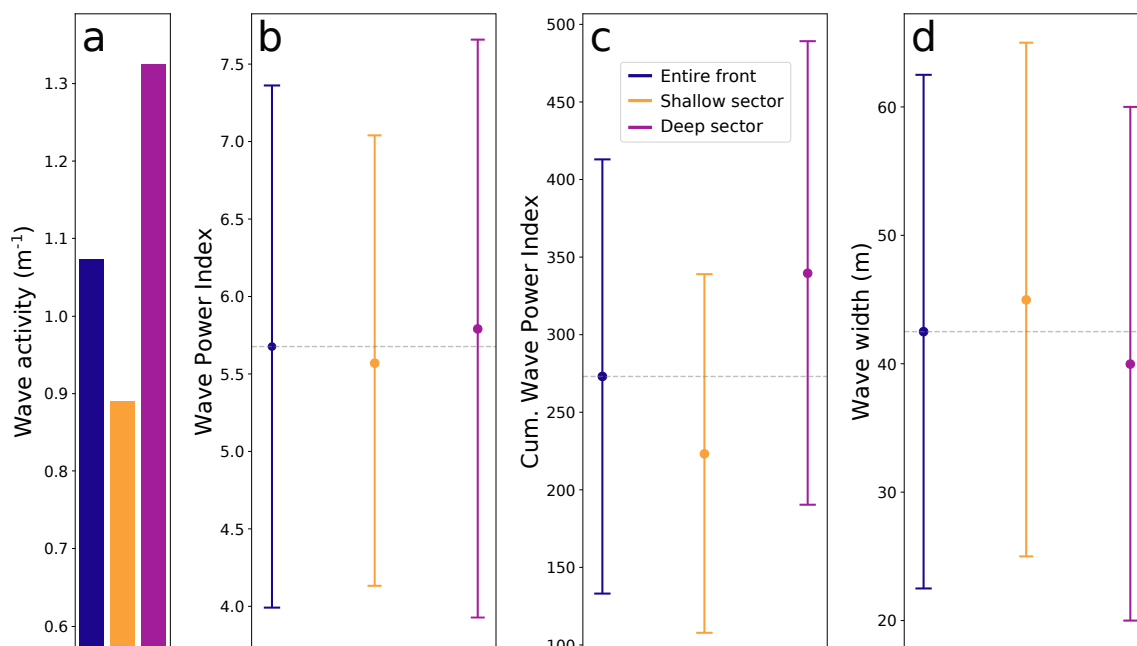 a
Wave activity (m⁻¹)
1.3
1.2
1.1
1.0
0.9
0.8
0.7
0.6
b
Wave Power Index
7.5
7.0
6.5
6.0
5.5
5.0
4.5
4.0
c
Cum. Wave Power Index
500
450
400
350
300
250
200
150
100
Entire front
Shallow sector
Deep sector
d
Wave width (m)
60
50
40
30
20